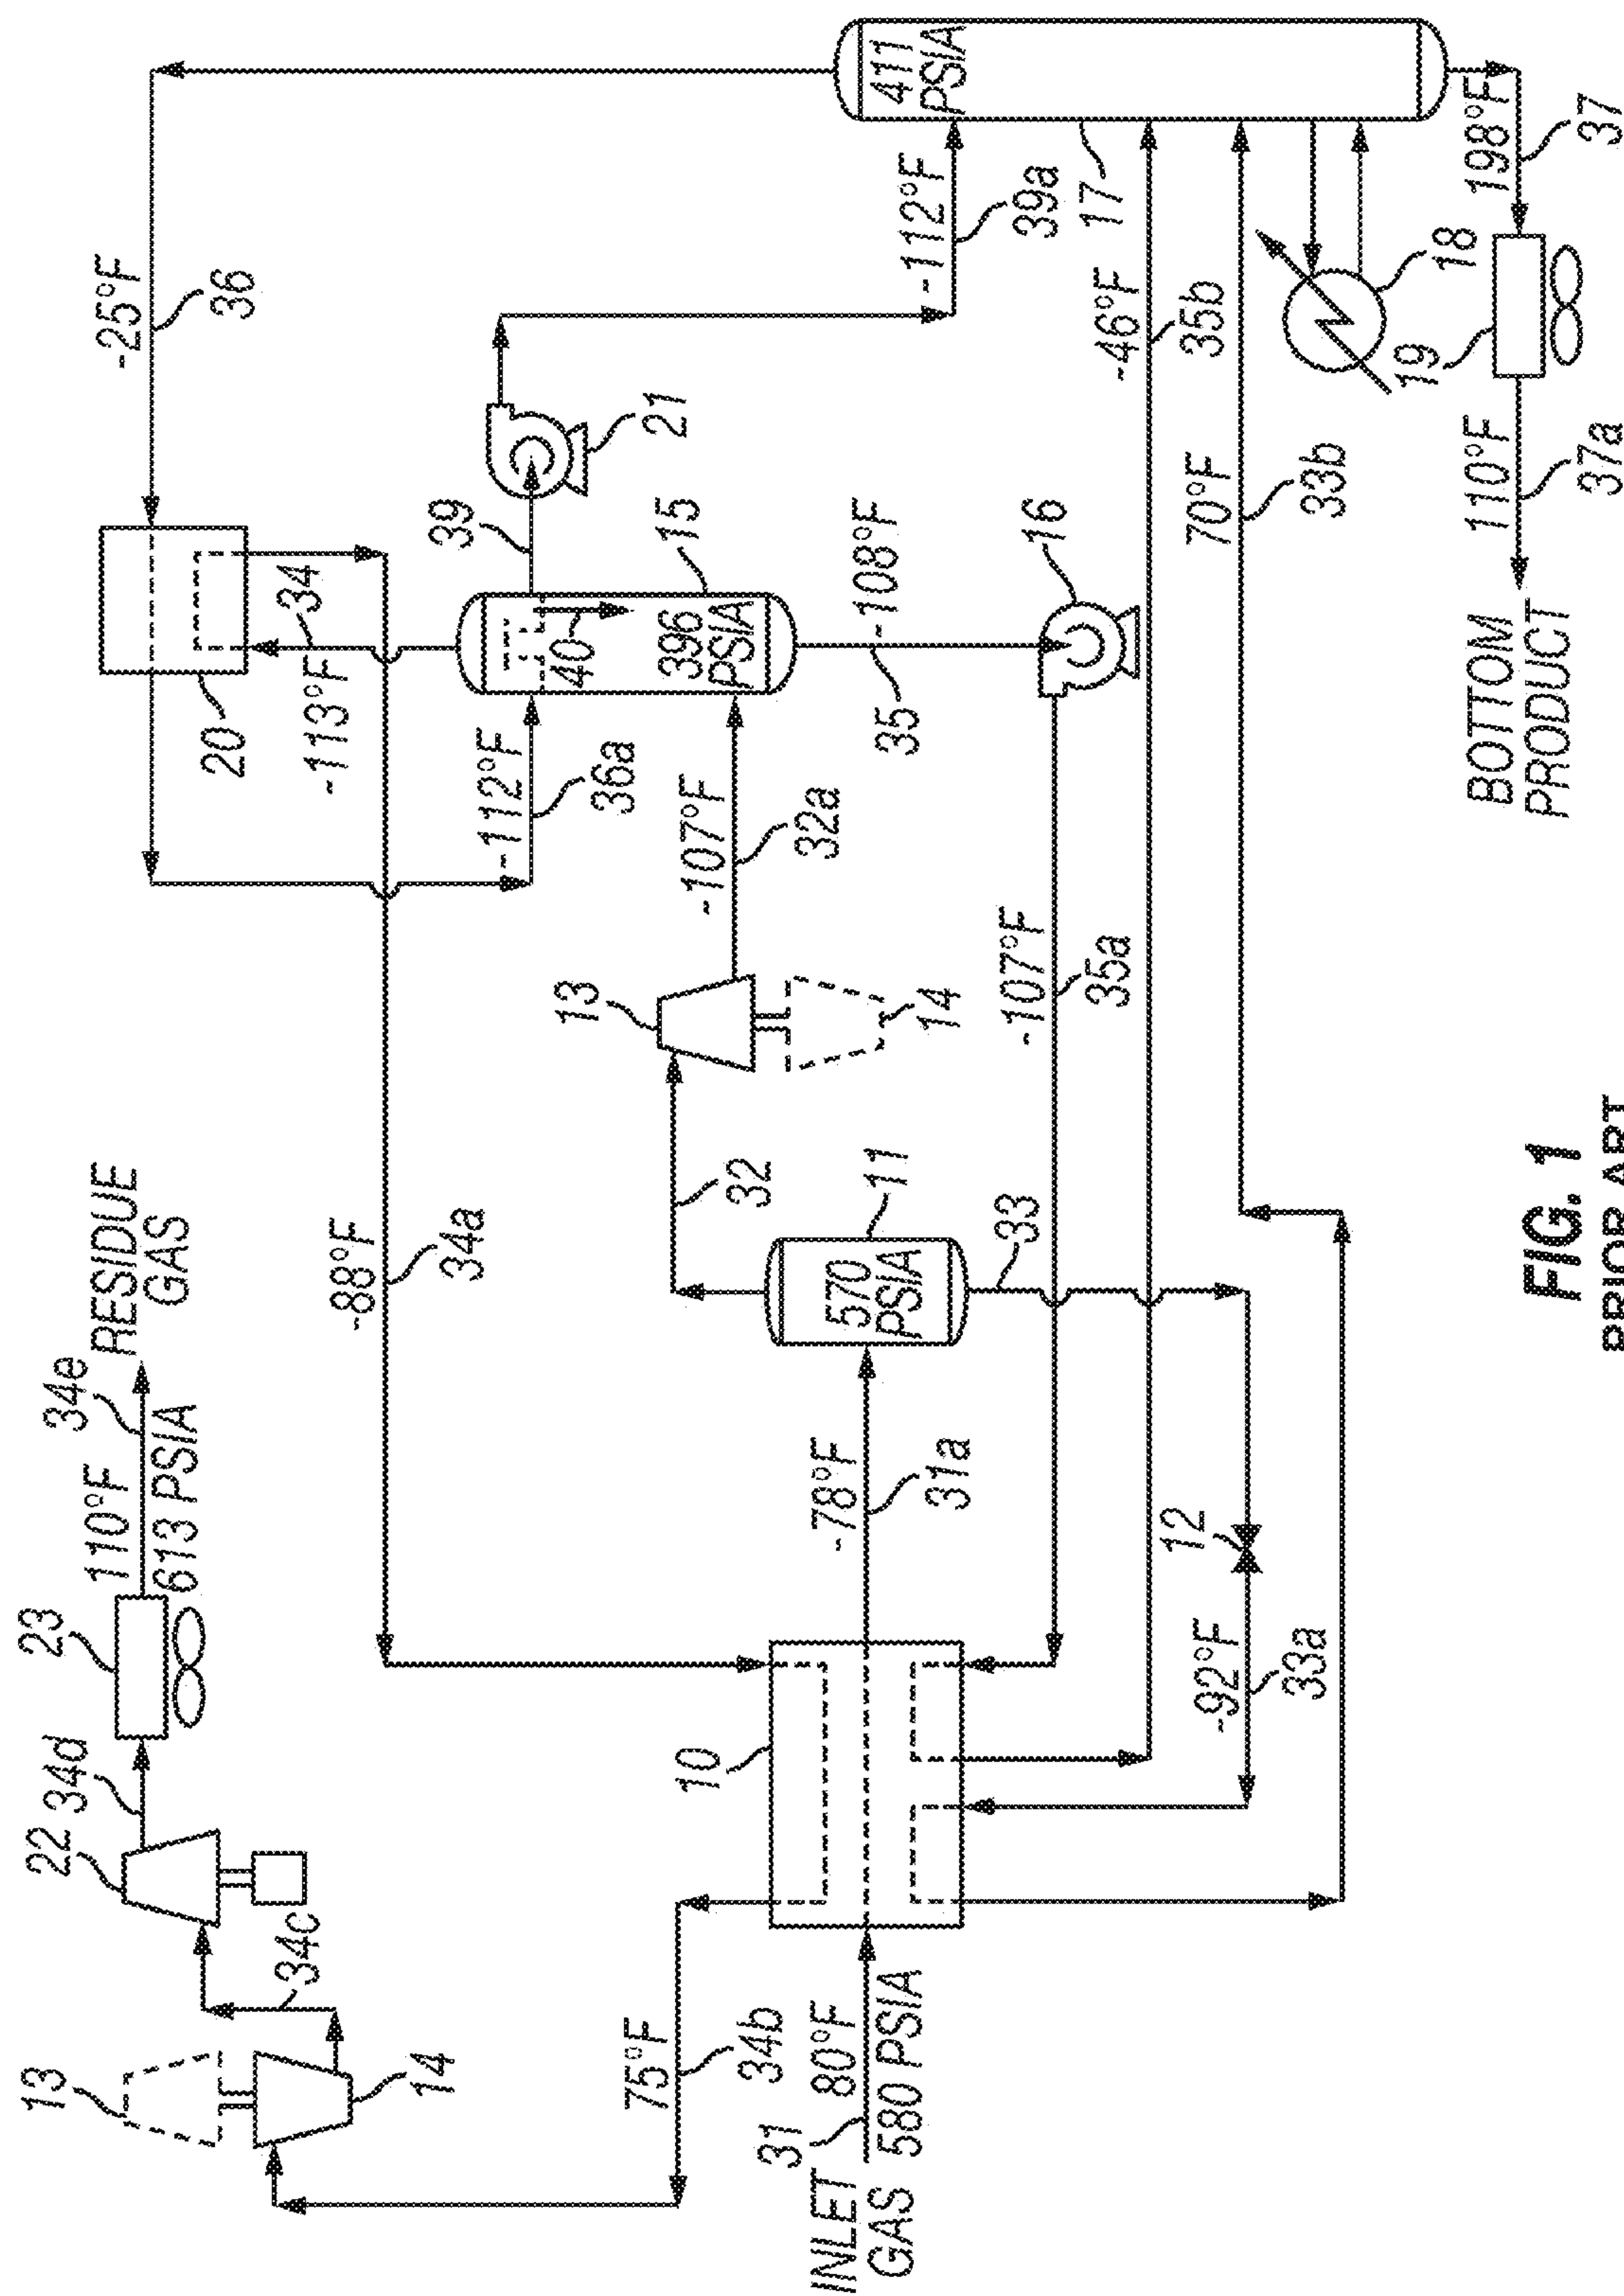 13
14
34c
22
34d
23
110°F
613 PSIA
34e
RESIDUE
GAS
-25°F
36
20
34
-113°F
-88°F
34a
-112°F
36a
39
21
40
396
PSIA
15
-112°F
39a
411
PSIA
17
-107°F
32a
13
14
32
11
570
PSIA
-108°F
35
16
-107°F
35a
-46°F
35b
70°F
33b
33
-78°F
31a
10
75°F
34b
31
80°F
580 PSIA
INLET
GAS
12
-92°F
33a
18
19
198°F
37
110°F
37a
BOTTOM
PRODUCT
FIG. 1
PRIOR ART